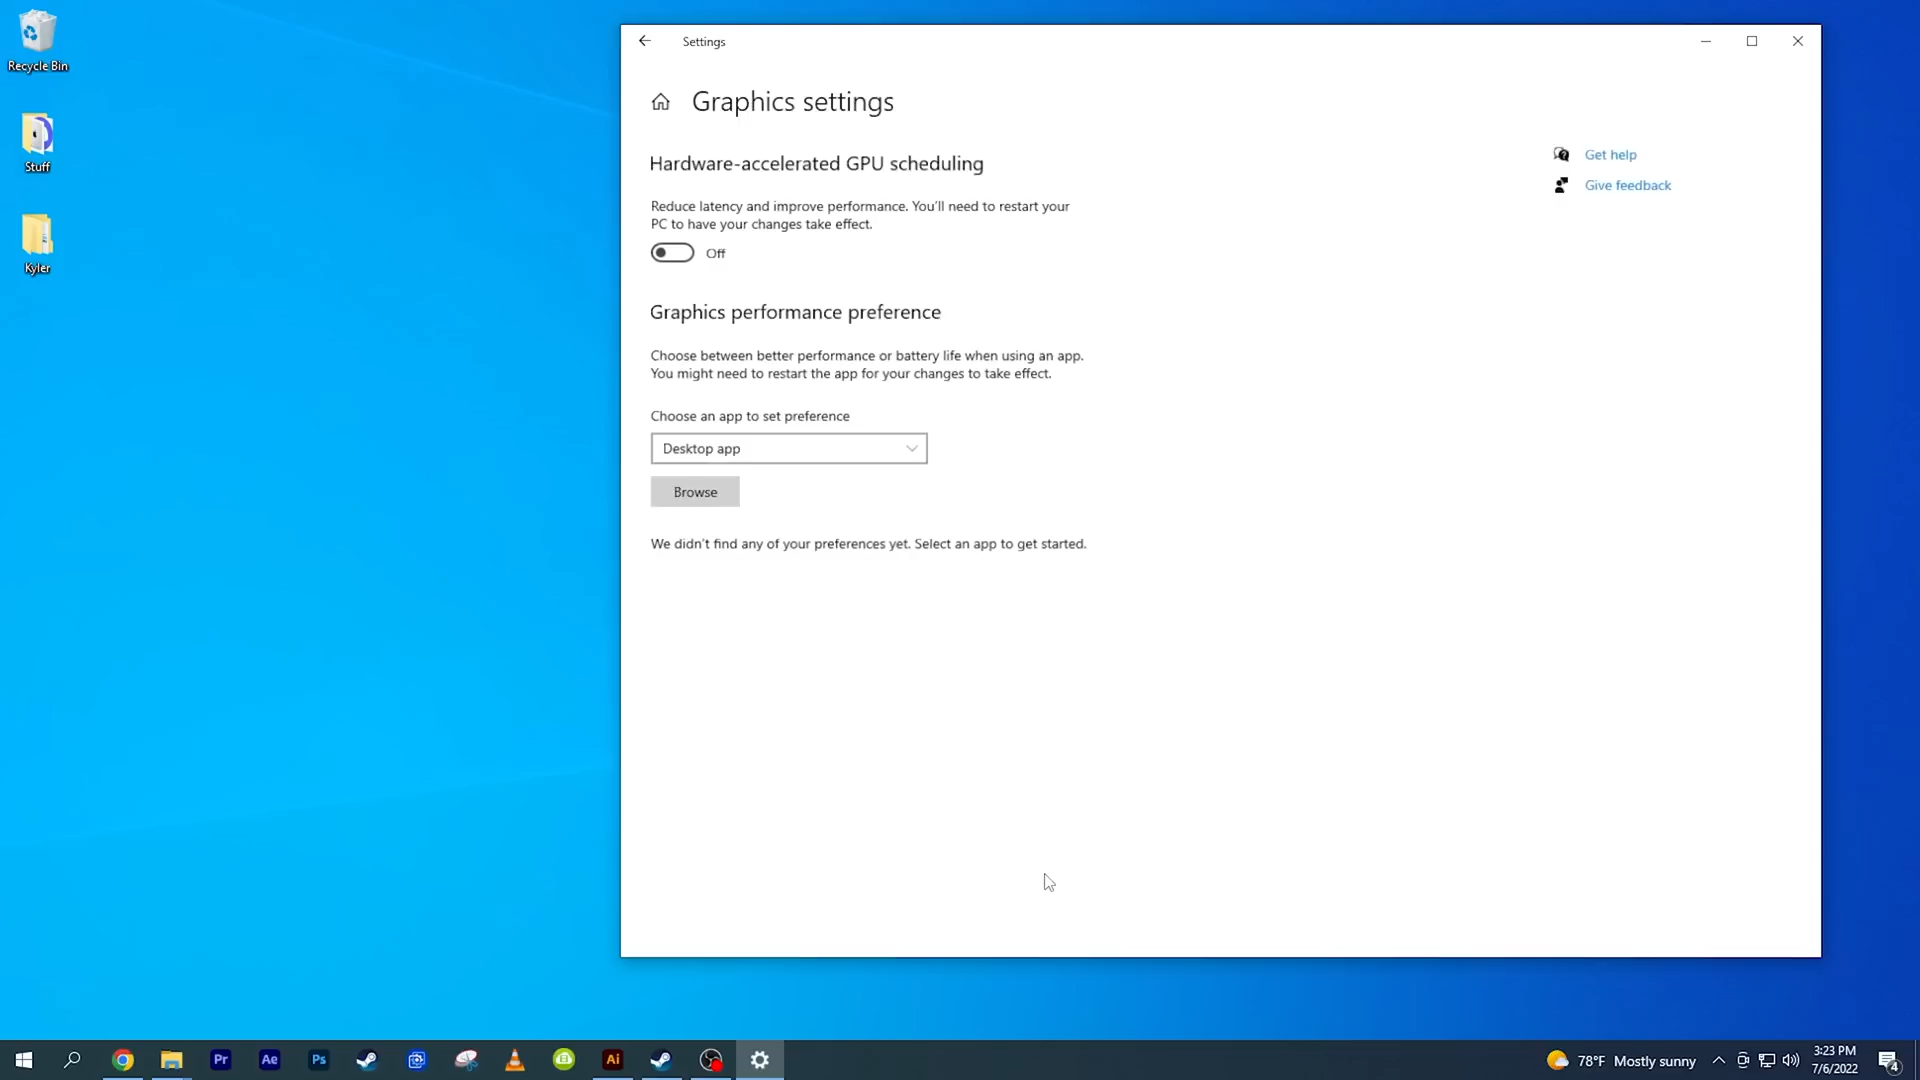 Recycle Bin
Stuff
Kyler
Settings
Graphics settings
Hardware-accelerated GPU scheduling
Reduce latency and improve performance. You'll need to restart your
PC to have your changes take effect.
Off
Graphics performance preference
Choose between better performance or battery life when using an app.
You might need to restart the app for your changes to take effect.
Choose an app to set preference
Desktop app
Browse
We didn't find any of your preferences yet. Select an app to get started.
Get help
Give feedback
Pr
Ae
Ps
Ai
78°F Mostly sunny
3:23 PM
7/6/2022
4